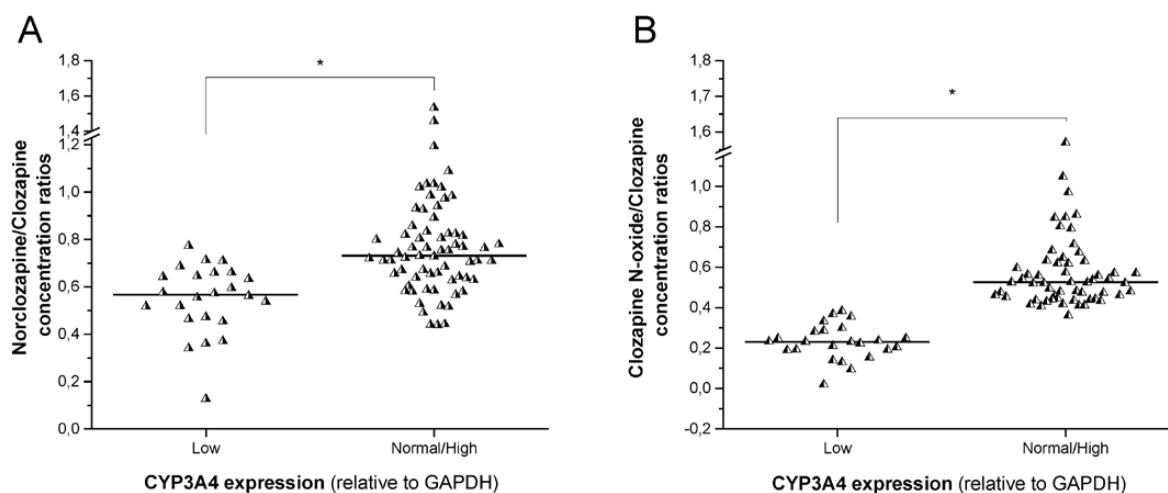 A
Norclozapine/Clozapine
concentration ratios
1,8
1,6
1,4
1,2
1,0
0,8
0,6
0,4
0,2
0,0
*
Low
Normal/High
CYP3A4 expression (relative to GAPDH)
B
Clozapine N-oxide/Clozapine
concentration ratios
1,8
1,6
1,0
0,8
0,6
0,4
0,2
0,0
-0,2
*
Low
Normal/High
CYP3A4 expression (relative to GAPDH)